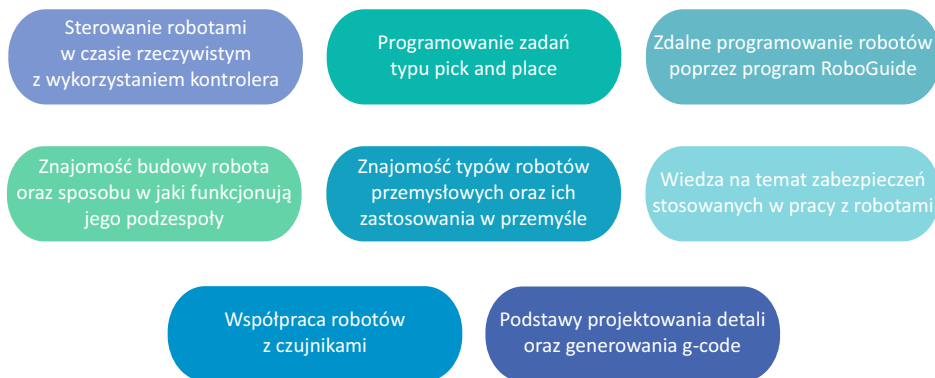 Sterowanie robotami
w czasie rzeczywistym
z wykorzystaniem kontrolera
Programowanie zadań
typu pick and place
Zdalne programowanie robotów
poprzez program RoboGuide
Znajomość budowy robota
oraz sposobu w jaki funkcjonują
jego podzespoły
Znajomość typów robotów
przemysłowych oraz ich
zastosowania w przemyśle
Wiedza na temat zabezpieczeń
stosowanych w pracy z robotami
Współpraca robotów
z czujnikami
Podstawy projektowania detali
oraz generowania g-code